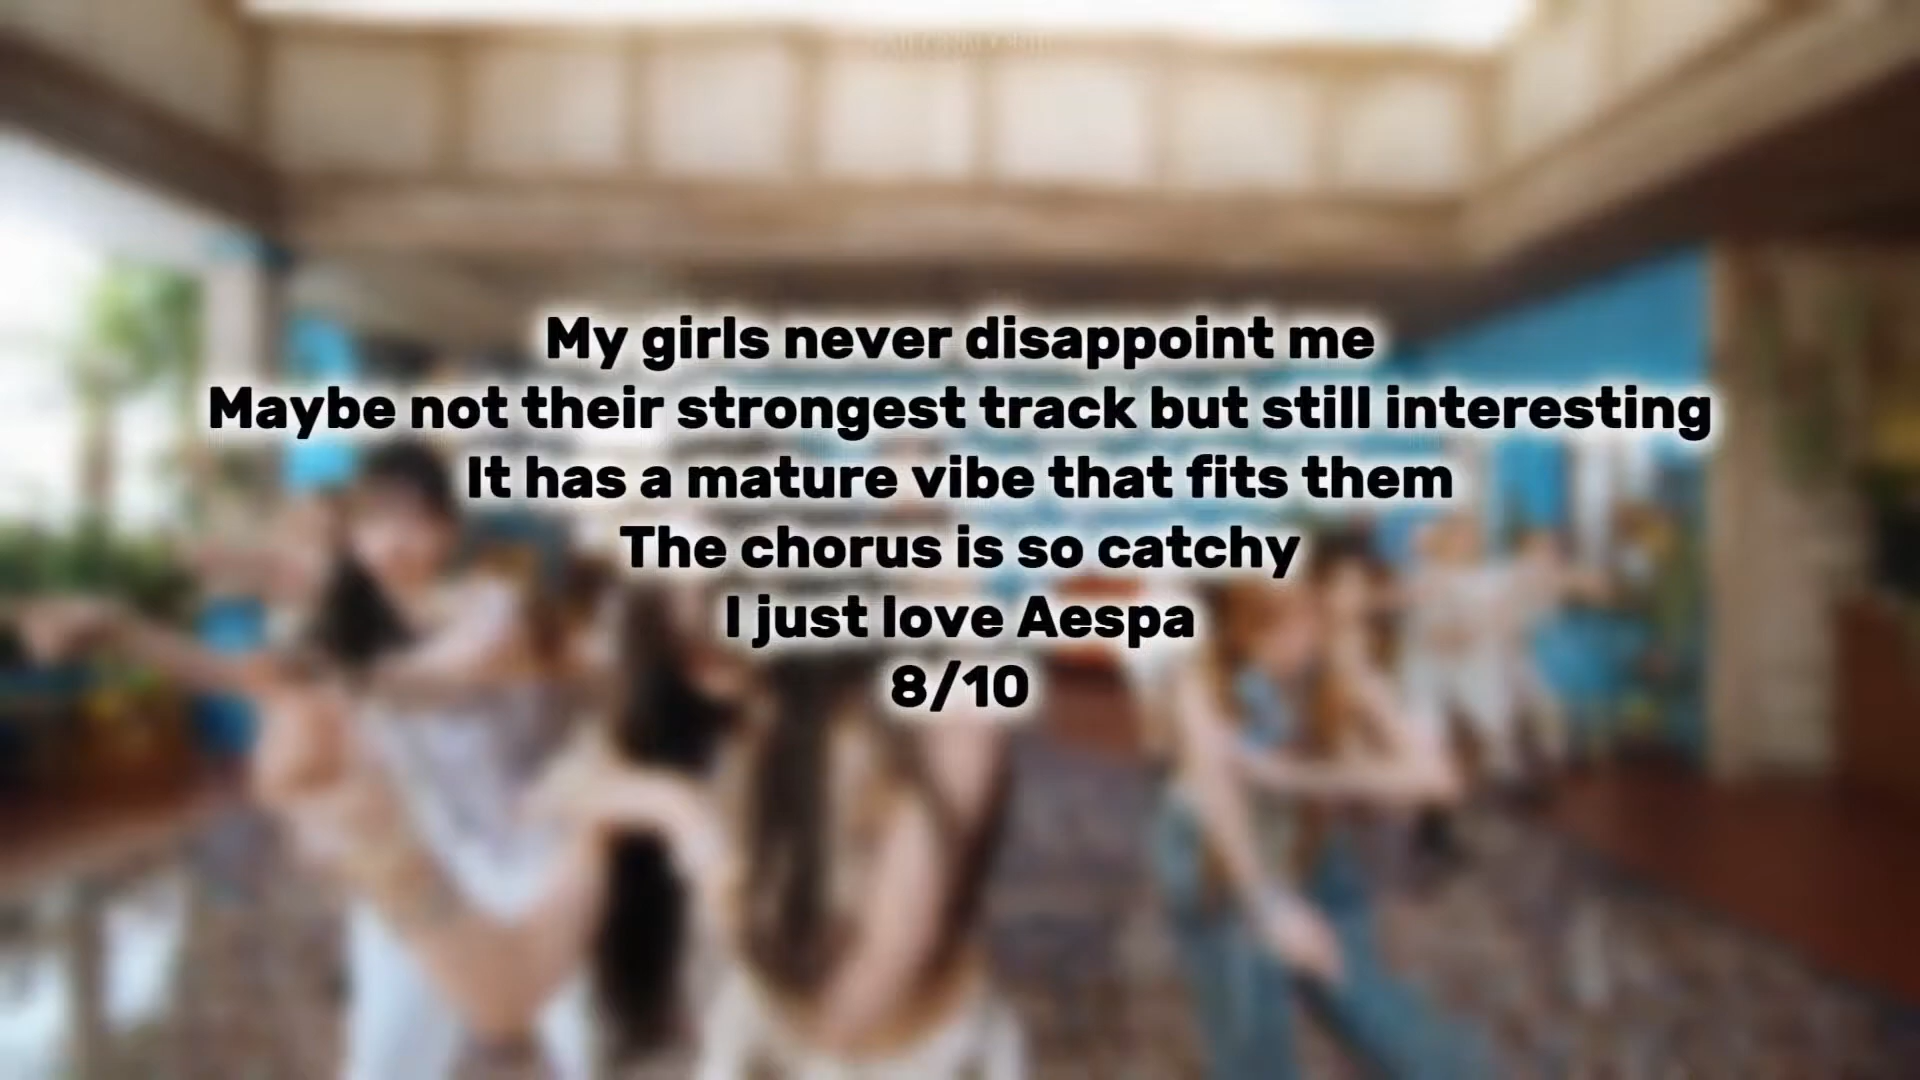 My girls never disappoint me
Maybe not their strongest track but still interesting
It has a mature vibe that fits them
The chorus is so catchy
I just love Aespa
8/10